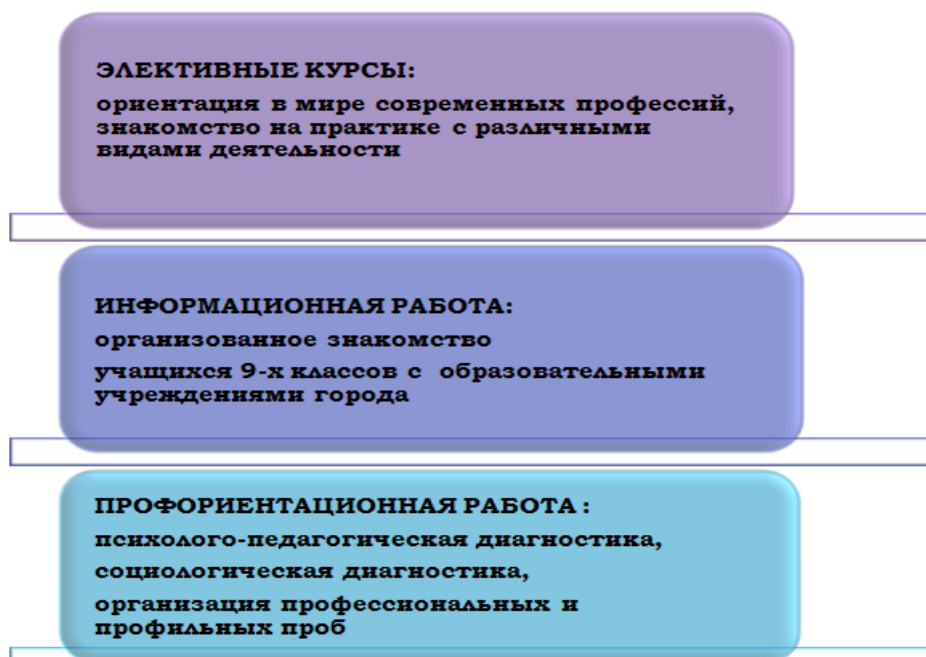 ЭЛЕКТИВНЫЕ КУРСЫ:
ориентация в мире современных профессий,
знакомство на практике с различными
видами деятельности
ИНФОРМАЦИОННАЯ РАБОТА:
организованное знакомство
учащихся 9-х классов с образовательными
учреждениями города
ПРОФОРИЕНТАЦИОННАЯ РАБОТА :
психолого-педагогическая диагностика,
социологическая диагностика,
организация профессиональных и
профильных проб